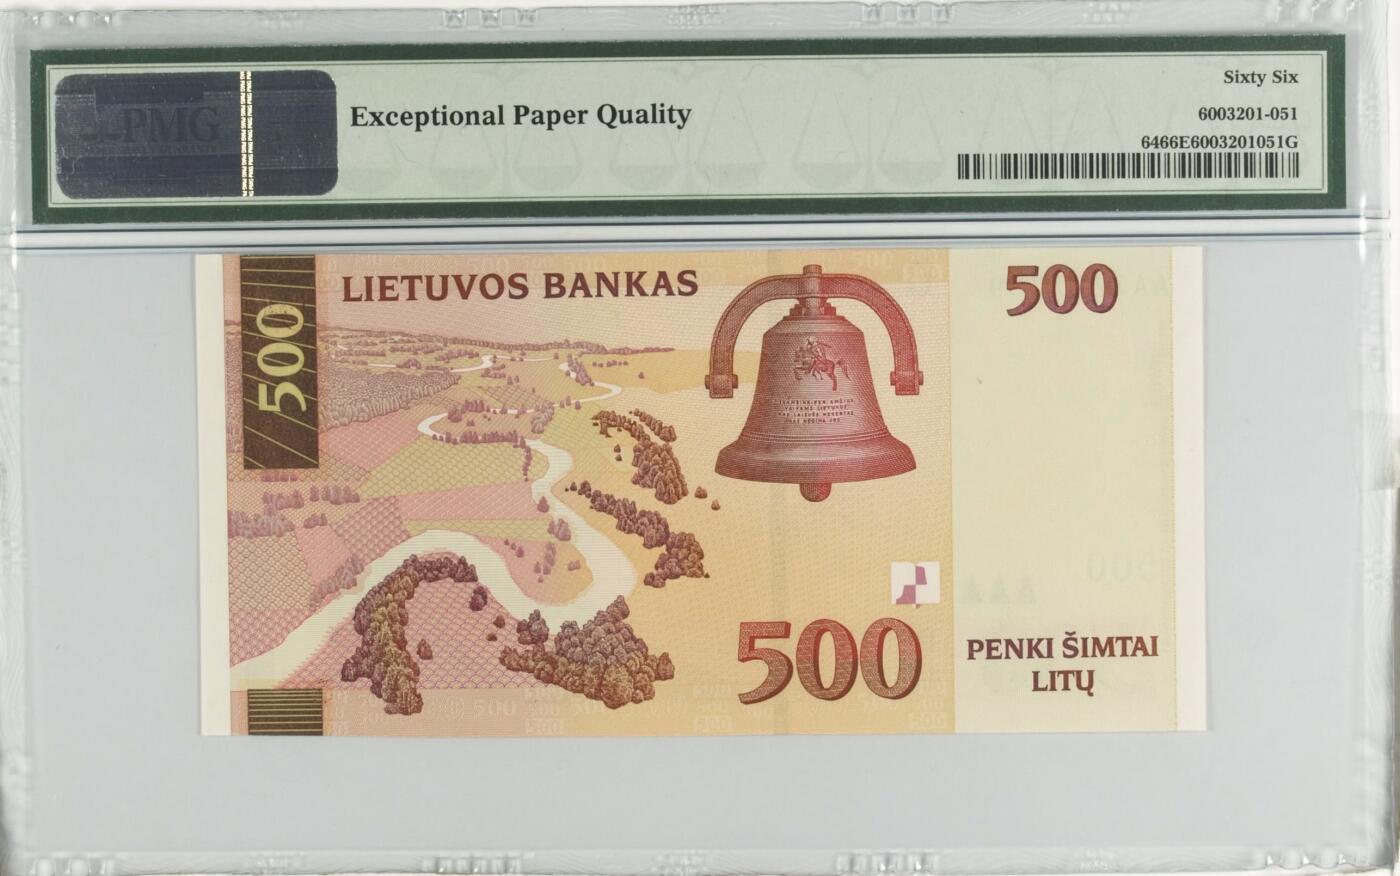 PMG
Exceptional Paper Quality
Sixty Six
6003201-051
6466E6003201051G
500
LIETUVOS BANKAS
500
500
PENKI ŠIMTAI
LITŲ